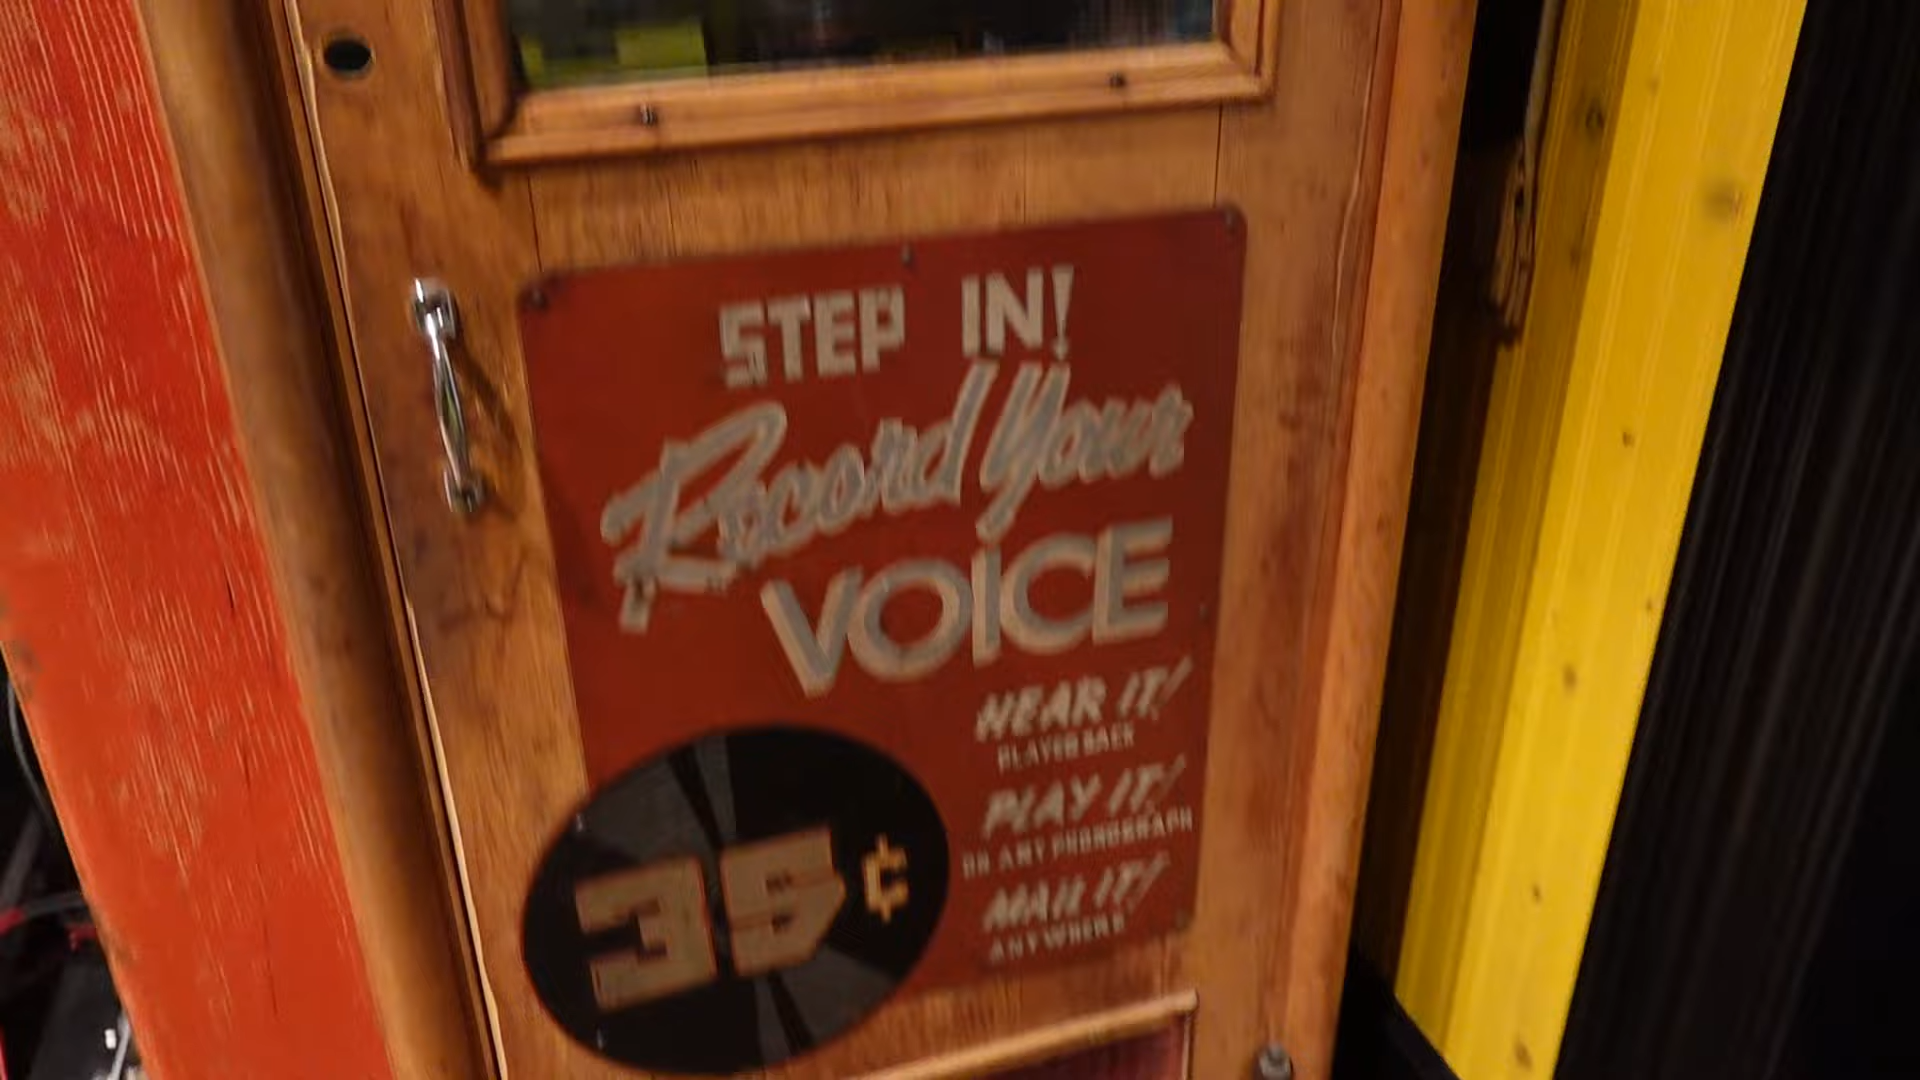 STEP IN!
Record Your
VOICE
HEAR IT!
PLAYED BACK
PLAY IT!
ON ANY PHONOGRAPH
MAIL IT!
ANYWHERE
35¢